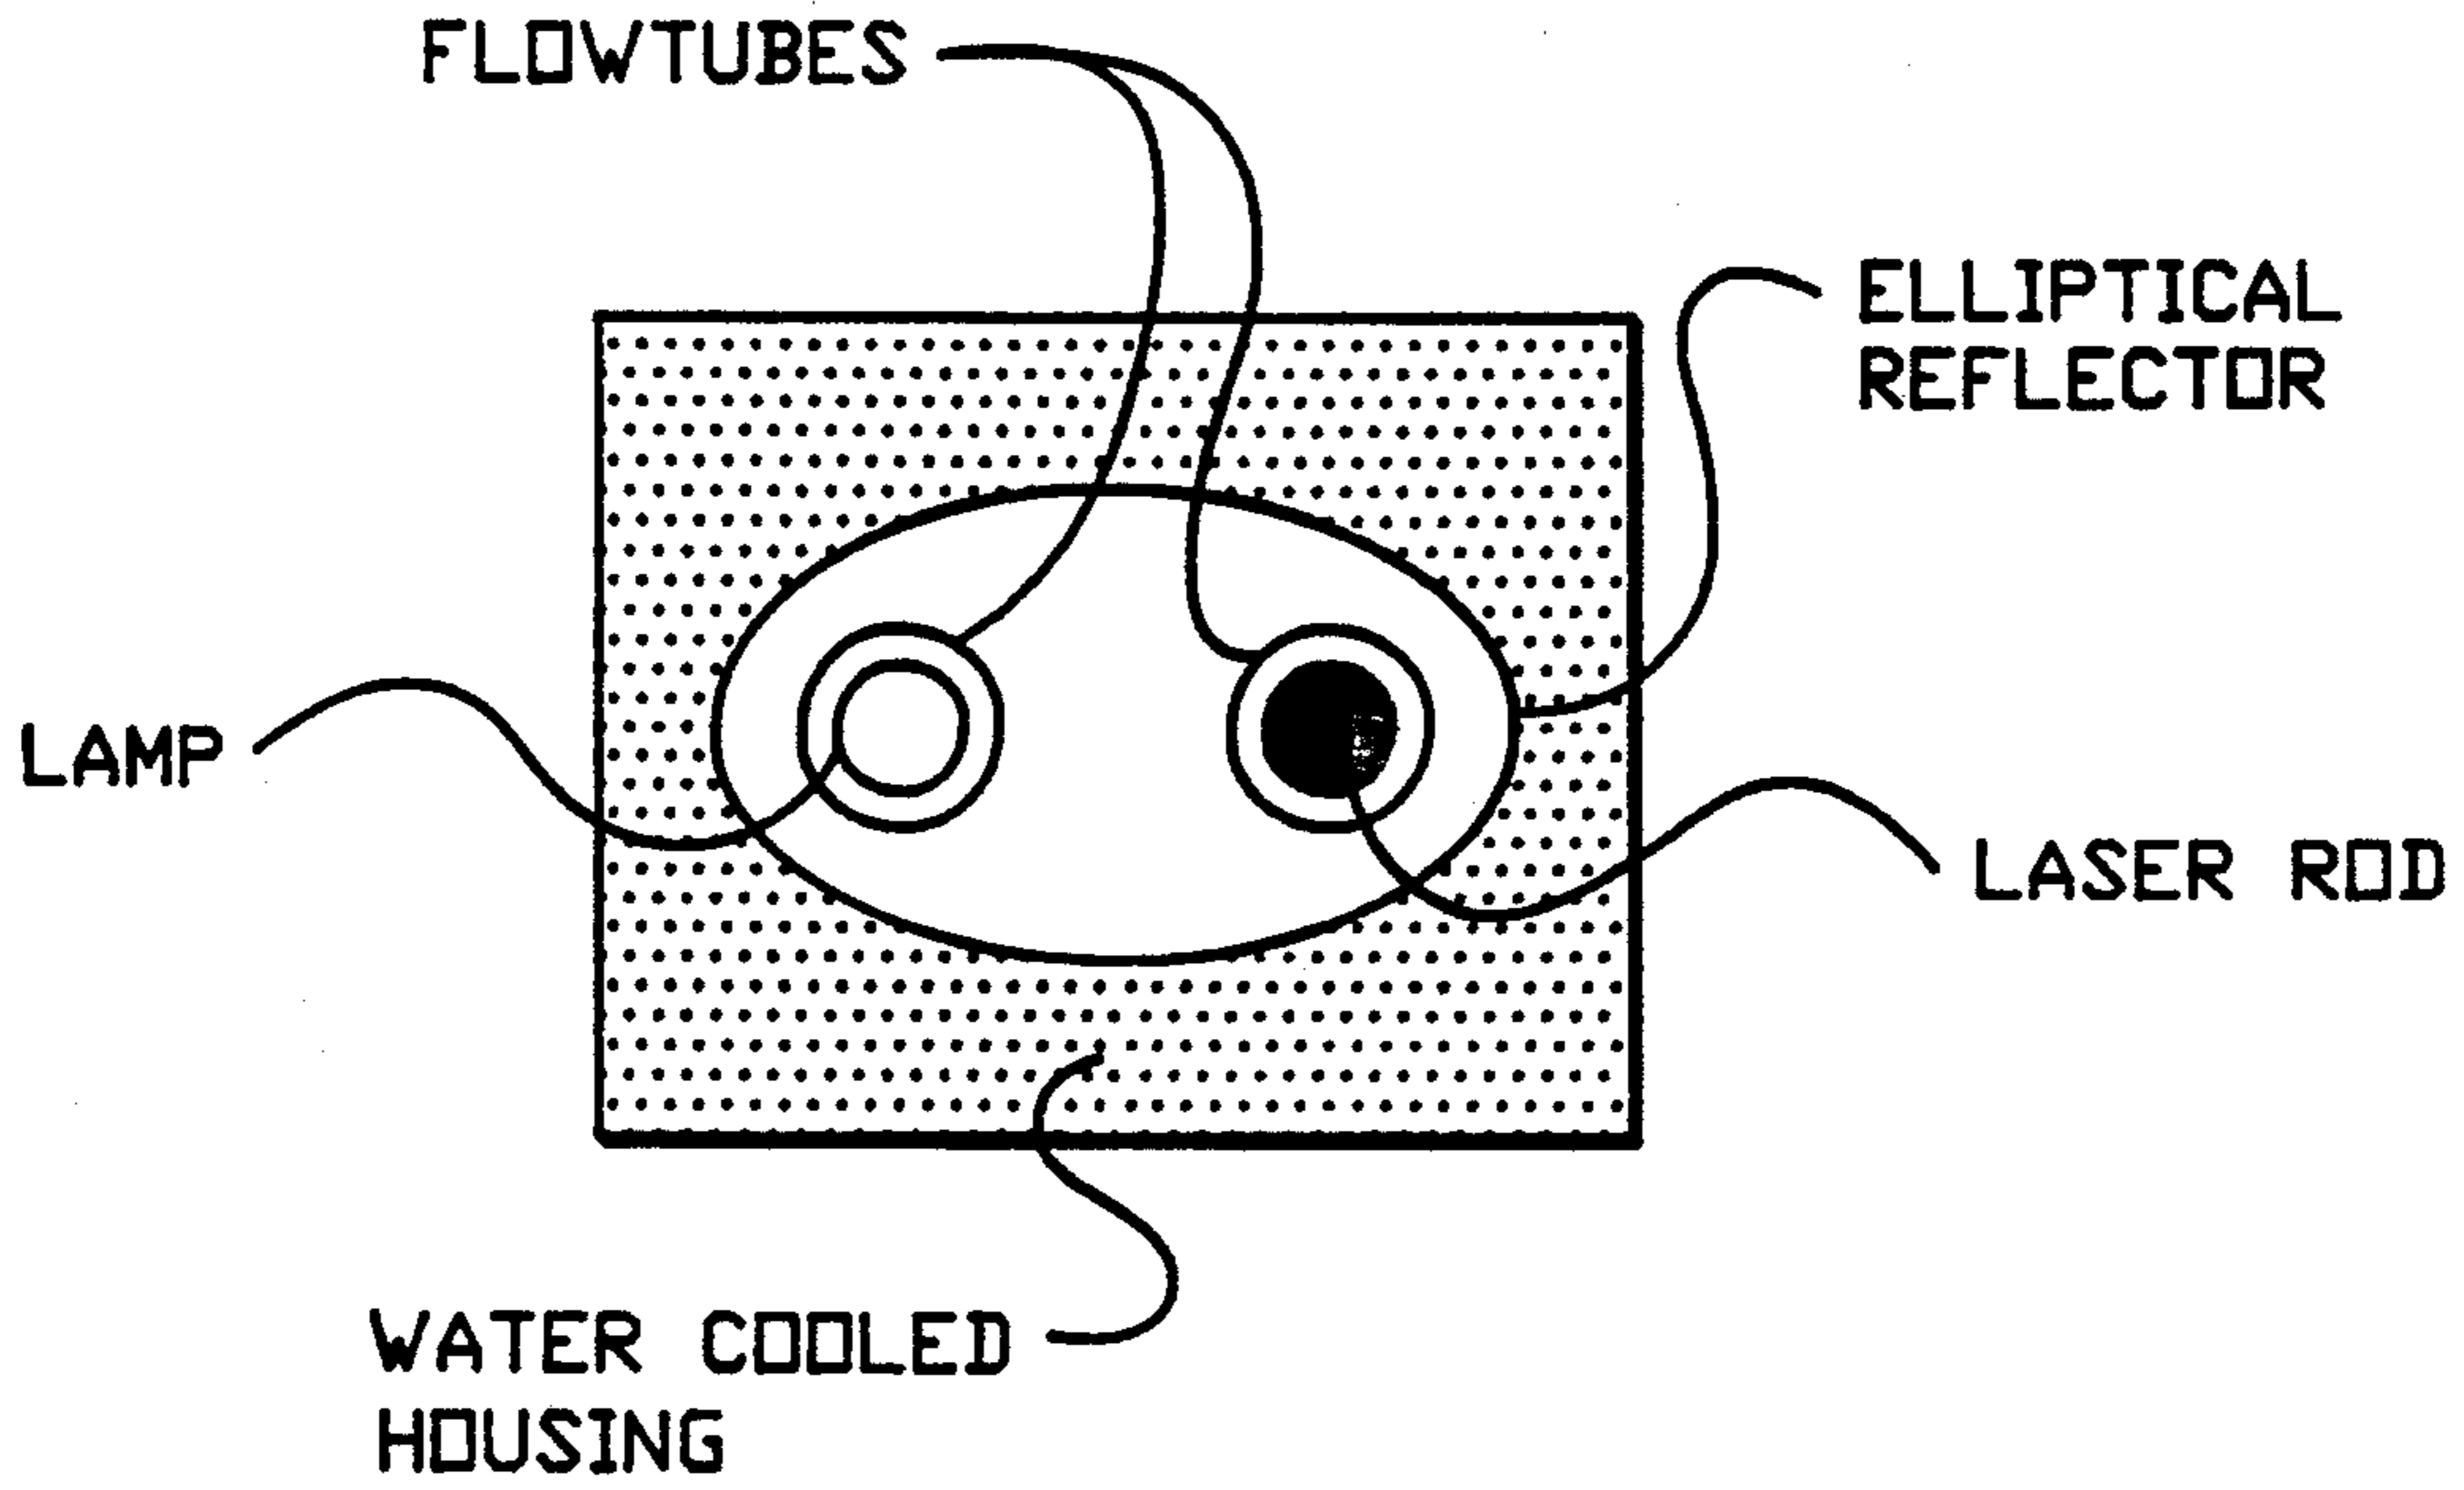 FLOWTUBES
ELLIPTICAL
REFLECTOR
LAMP
LASER ROD
WATER COOLED
HOUSING